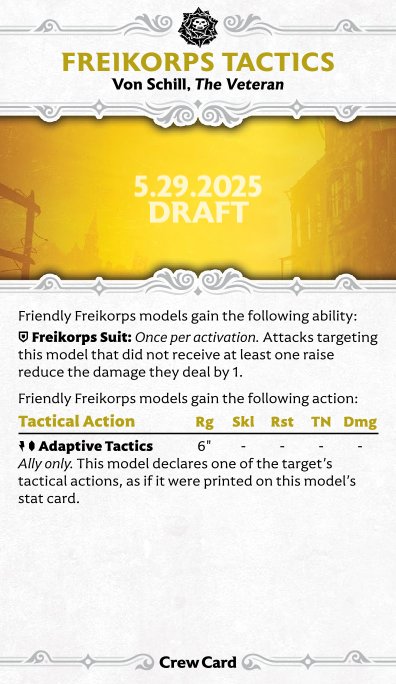 FREIKORPS TACTICS
Von Schill, The Veteran
5.29.2025
DRAFT
Friendly Freikorps models gain the following ability:
Freikorps Suit: Once per activation. Attacks targeting
this model that did not receive at least one raise
reduce the damage they deal by 1.
Friendly Freikorps models gain the following action:
Tactical Action Rg Skl Rst TN Dmg
Adaptive Tactics 6" - - - -
Ally only. This model declares one of the target's
tactical actions, as if it were printed on this model's
stat card.
Crew Card